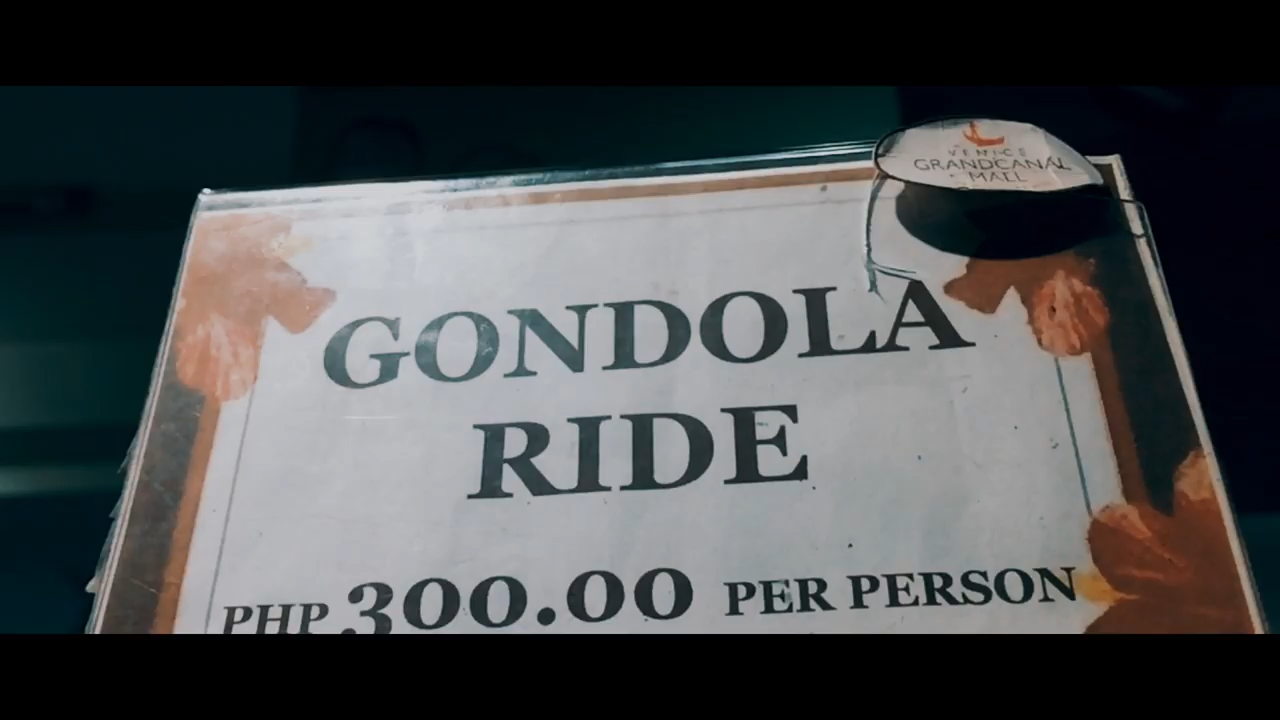 VENICE
GRANDCANAL
MALL
GONDOLA
RIDE
PHP 300.00 PER PERSON